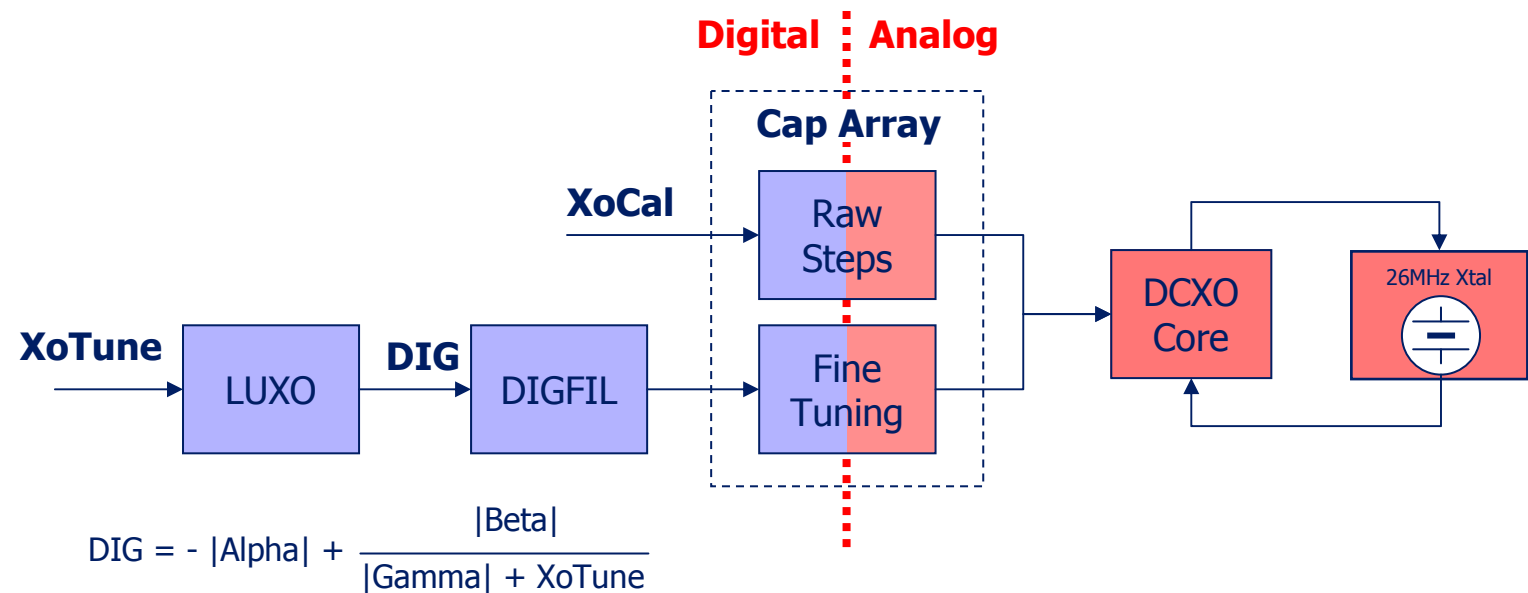 Digital
Analog
Cap Array
XoCal
Raw
Steps
26MHz Xtal
DCXO
Core
XoTune
LUXO
DIG
DIGFIL
Fine
Tuning
|Beta|
DIG = - |Alpha| +
|Gamma| + XoTune